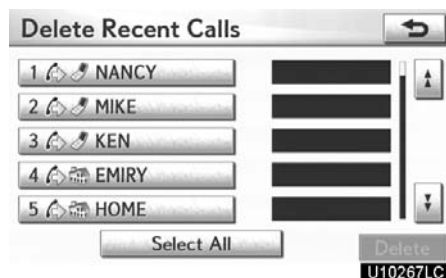 Delete Recent Calls
1 NANCY
2 MIKE
3 KEN
4 EMIRY
5 HOME
Select All
Delete
U10267LC